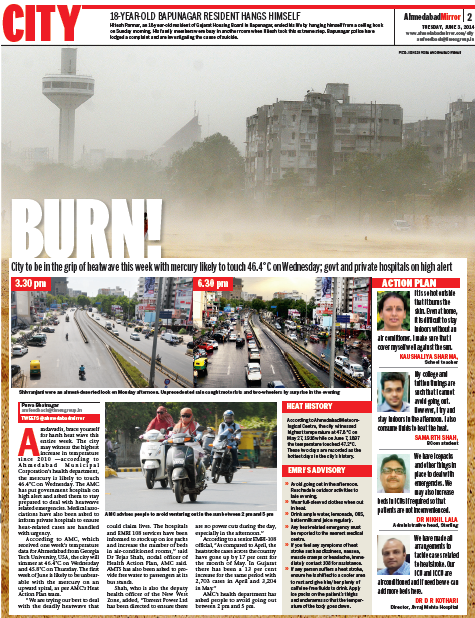 CITY
18-YEAR-OLD BAPUNAGAR RESIDENT HANGS HIMSELF
Hitesh Parmar, an 18-year-old resident of Gujarat Housing Board in Bapunagar, ended his life by hanging himself from a ceiling hook
on Sunday morning. His family members were busy in another room when Hitesh took this extreme step. Bapunagar police have
lodged a complaint and are investigating the cause of suicide.
AhmedabadMirror | 2
TUESDAY, JUNE 3, 2014
www.ahmedabadmirror.com/city
BURN!
City to be in the grip of heatwave this week with mercury likely to touch 46.4°C on Wednesday; govt and private hospitals on high alert
3.30 pm
6.30 pm
Shivranjani wore an almost-deserted look on Monday afternoon. Unprecedented rain caught motorists and two-wheelers by surprise in the evening
TWEETS @ahmedabadmirror
Amdavadis, brace yourself
for harsh heat wave this
entire week. The city
may witness the highest
increase in temperature
since 2010 —according to
Ahmedabad Municipal
Corporation's health department,
the mercury is likely to touch
46.4°C on Wednesday. The AMC
has put government hospitals on
high alert and asked them to stay
prepared to deal with heatwave
related emergencies. Medical asso-
ciations have also been asked to
inform private hospitals to ensure
heat-related cases are handled
with urgency.
According to AMC, which
received one week's temperature
data for Ahmedabad from Georgia
Tech University, USA, the city will
simmer at 46.4°C on Wednesday
and 45.8°C on Thursday. The first
week of June is likely to be unbear-
able with the mercury on an
upward spiral, as per AMC's Heat
Action Plan team.
"We are trying our best to deal
with the deadly heatwave that
AMC advises people to avoid venturing out in the sun between 2 pm and 5 pm
could claim lives. The hospitals
and EMRI 108 services have been
informed to stock up on ice packs
and increase the number of beds
in air-conditioned rooms," said
Dr Tejas Shah, nodal officer of
Health Action Plan, AMC said.
AMTS has also been asked to pro-
vide free water to passengers at its
bus stands.
Shah, who is also the deputy
health officer of the New West
Zone, added, "Torrent Power Ltd
has been directed to ensure there
are no power cuts during the day,
especially in the afternoon."
According to a senior EMRI-108
official, "As compared to April, the
heatstroke cases across the country
have gone up by 17 per cent for
the month of May. In Gujarat
there has been a 13 per cent
increase for the same period with
2,703 cases in April and 3,204
in May."
AMC's health department has
asked people to avoid going out
between 2 pm and 5 pm.
HEAT HISTORY
According to Ahmedabad Meteoro-
logical Centre, the city witnessed
highest temperature at 47.8°C on
May 27, 1916 while on June 7, 1897
the temperature touched 47.2°C.
These two days are recorded as the
hottest days in the city's history.
EMRI'S ADVISORY
Avoid going out in the afternoon.
Reschedule outdoor activities to
late evening.
Wear full-sleeved clothes when out
in heat.
Drink ample water, lemonade, ORS,
buttermilk and juice regularly.
Any heat-related emergency must
be reported to the nearest medical
centre.
If you feel any symptoms of heat
stroke such as dizziness, nausea,
muscle cramps or headache, imme-
diately contact 108 for assistance.
If any person suffers a heat stroke,
ensure he is shifted to a cooler area
to rest and give him/her plenty of
caffeine-free fluids to drink. Apply
ice packs on the patient's thighs
and underarms so that the temper-
ature of the body goes down.
ACTION PLAN
It is so hot outside
that it burns the
skin. Even at home,
it is difficult to stay
indoors without an
air conditioner. I make sure that I
cover myself well against the sun.
KAUSHALIYA SHARMA,
School teacher
My college and
tuition timings are
such that I cannot
avoid going out.
However, I try and
stay indoors in the afternoon. I also
consume fluids to beat the heat.
SAMARTH SHAH,
BCom student
We have ice packs
and other things in
place to deal with
emergencies. We
may also increase
beds in ICUs if required so that
patients are not inconvenienced.
DR NIKHIL LALA
Administrative head, Sterling
We have made all
arrangements to
tackle cases related
to heatstroke. Our
ICU and ICCU are
airconditioned and if need be we can
add more beds here.
DR D R KOTHARI
Director, Jivraj Mehta Hospital